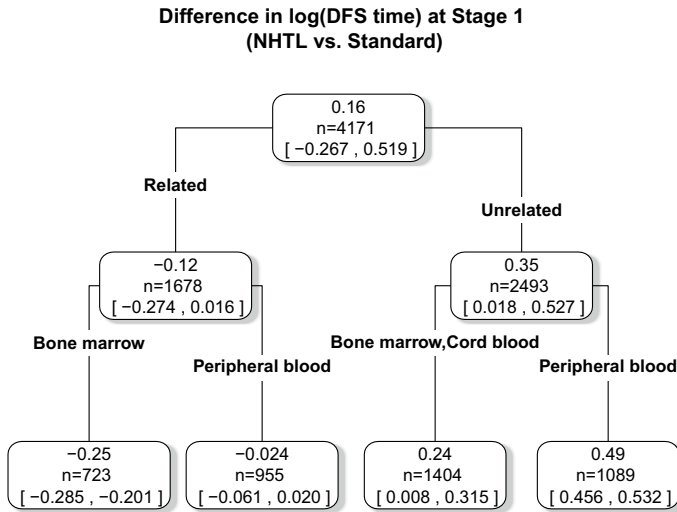 Difference in log(DFS time) at Stage 1
(NHTL vs. Standard)
0.16
n=4171
[ −0.267 , 0.519 ]
Related
Unrelated
−0.12
n=1678
[ −0.274 , 0.016 ]
0.35
n=2493
[ 0.018 , 0.527 ]
Bone marrow
Peripheral blood
Bone marrow,Cord blood
Peripheral blood
−0.25
n=723
[ −0.285 , −0.201 ]
−0.024
n=955
[ −0.061 , 0.020 ]
0.24
n=1404
[ 0.008 , 0.315 ]
0.49
n=1089
[ 0.456 , 0.532 ]